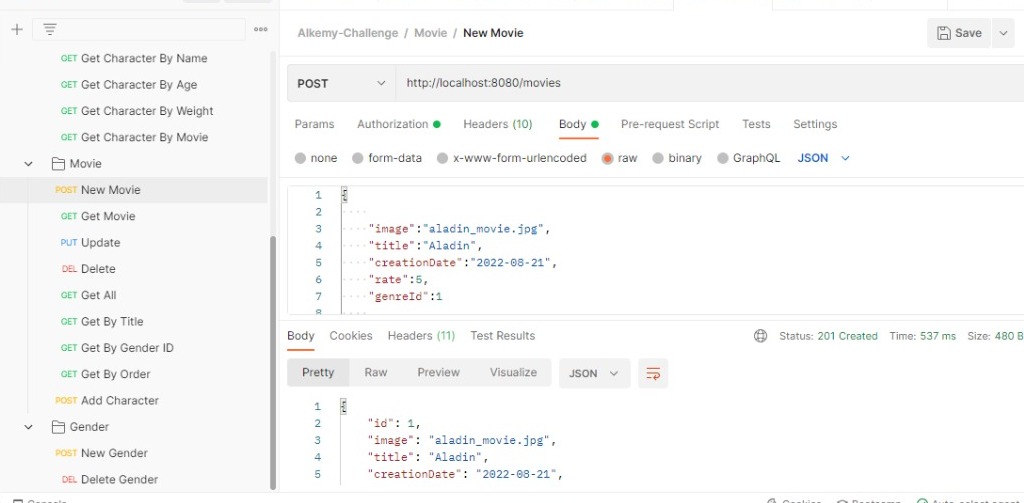 Alkemy-Challenge / Movie / New Movie
Save
GET Get Character By Name
GET Get Character By Age
GET Get Character By Weight
GET Get Character By Movie
Movie
POST New Movie
GET Get Movie
PUT Update
DEL Delete
GET Get All
GET Get By Title
GET Get By Gender ID
GET Get By Order
POST Add Character
Gender
POST New Gender
DEL Delete Gender
POST http://localhost:8080/movies
Params Authorization Headers (10) Body Pre-request Script Tests Settings
none form-data x-www-form-urlencoded raw binary GraphQL JSON
1 {
2
3 "image":"aladin_movie.jpg",
4 "title":"Aladin",
5 "creationDate":"2022-08-21",
6 "rate":5,
7 "genreId":1
8
Body Cookies Headers (11) Test Results Status: 201 Created Time: 537 ms Size: 480 B
Pretty Raw Preview Visualize JSON
1 {
2 "id": 1,
3 "image": "aladin_movie.jpg",
4 "title": "Aladin",
5 "creationDate": "2022-08-21",